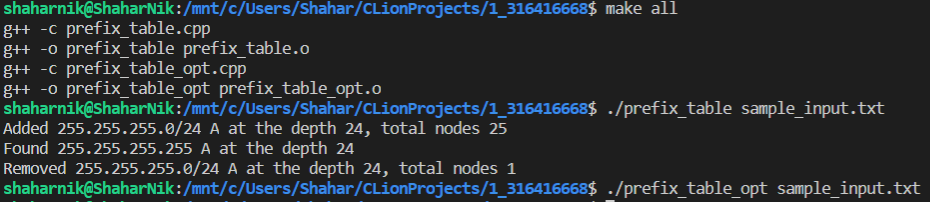 shaharnik@ShaharNik:/mnt/c/Users/Shahar/CLionProjects/1_316416668$ make all
g++ -c prefix_table.cpp
g++ -o prefix_table prefix_table.o
g++ -c prefix_table_opt.cpp
g++ -o prefix_table_opt prefix_table_opt.o
shaharnik@ShaharNik:/mnt/c/Users/Shahar/CLionProjects/1_316416668$ ./prefix_table sample_input.txt
Added 255.255.255.0/24 A at the depth 24, total nodes 25
Found 255.255.255.255 A at the depth 24
Removed 255.255.255.0/24 A at the depth 24, total nodes 1
shaharnik@ShaharNik:/mnt/c/Users/Shahar/CLionProjects/1_316416668$ ./prefix_table_opt sample_input.txt